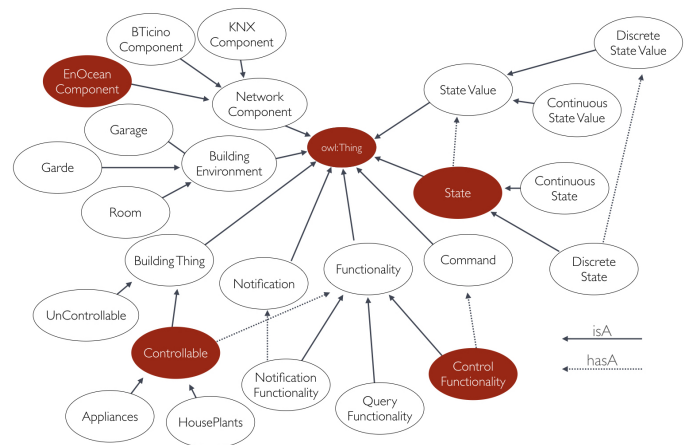 KNX
Component
BTicino
Component
Discrete
State Value
EnOcean
Component
State Value
Network
Component
Continuous
State Value
Garage
owl:Thing
Building
Environment
Garde
Continuous
State
State
Room
Building Thing
Notification
Functionality
Command
Discrete
State
UnControllable
isA
Controllable
hasA
Notification
Functionality
Control
Functionality
Query
Functionality
Appliances
HousePlants